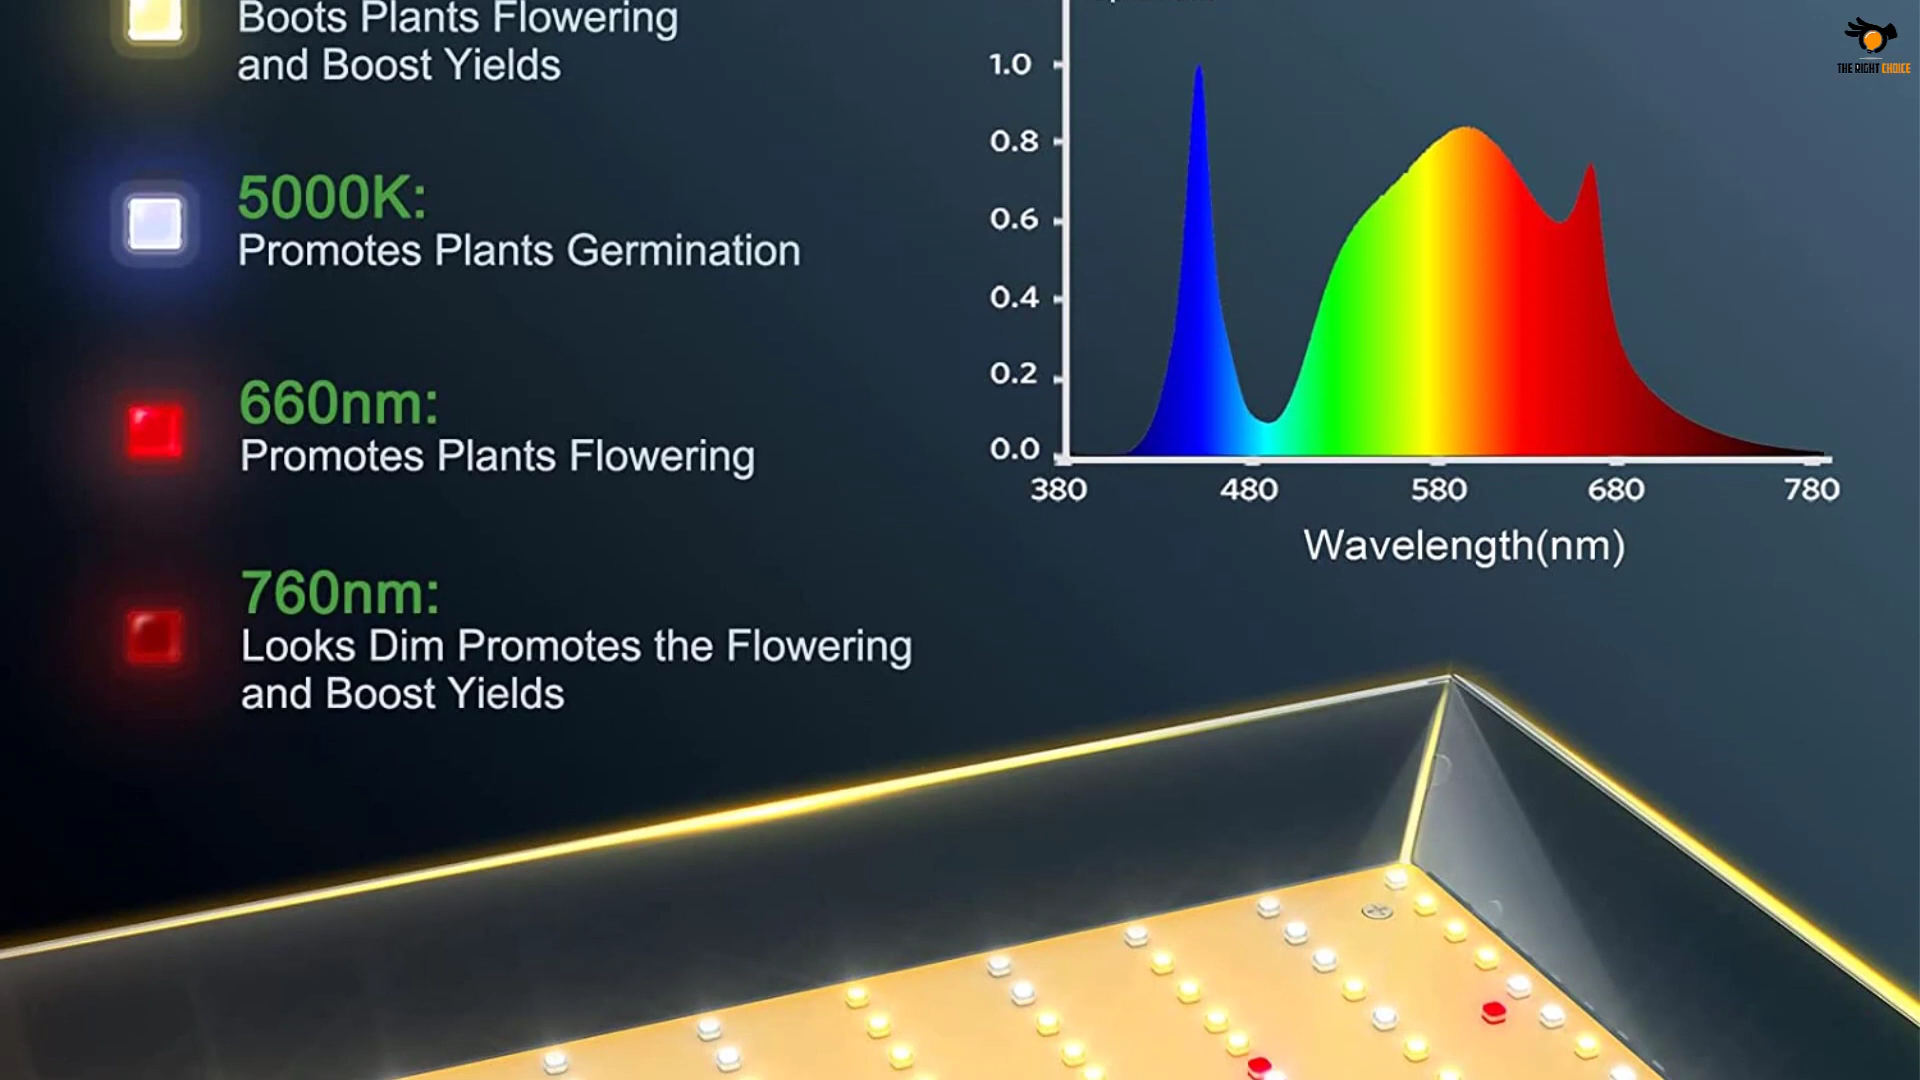 Boots Plants Flowering
and Boost Yields
5000K:
Promotes Plants Germination
660nm:
Promotes Plants Flowering
760nm:
Looks Dim Promotes the Flowering
and Boost Yields
1.0
0.8
0.6
0.4
0.2
0.0
380 480 580 680 780
Wavelength(nm)
THE RIGHT CHOICE